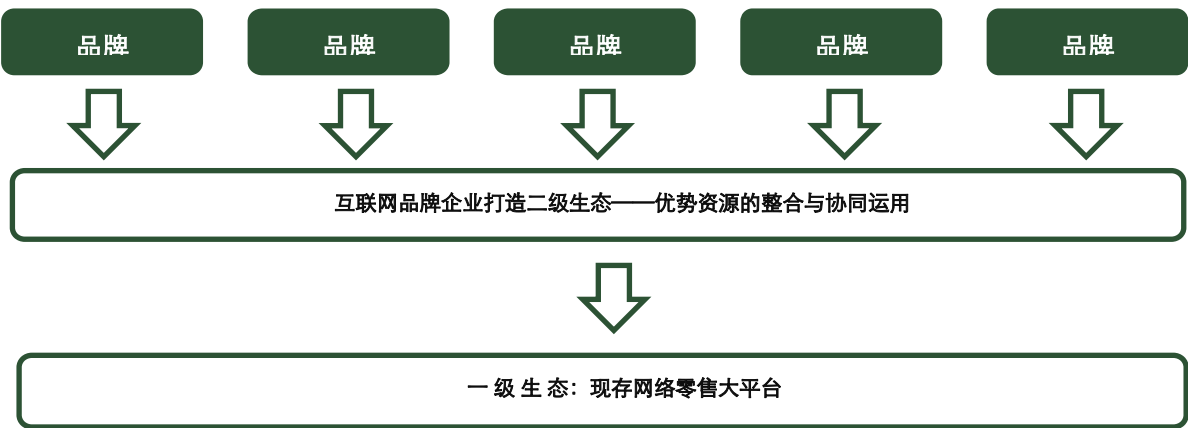 品牌 品牌 品牌 品牌 品牌
互联网品牌企业打造二级生态——优势资源的整合与协同运用
一 级 生 态：现存网络零售大平台